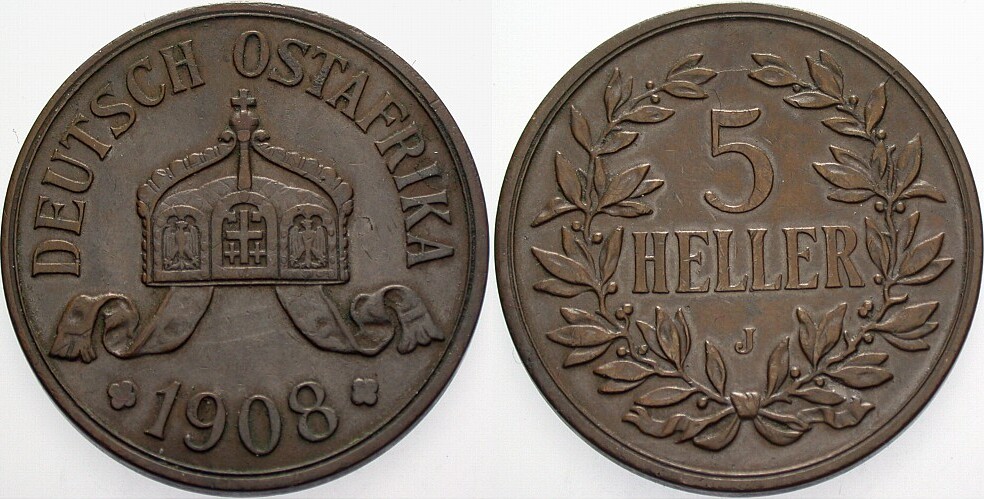 DEUTSCH OSTAFRIKA
1908
5
HELLER
J